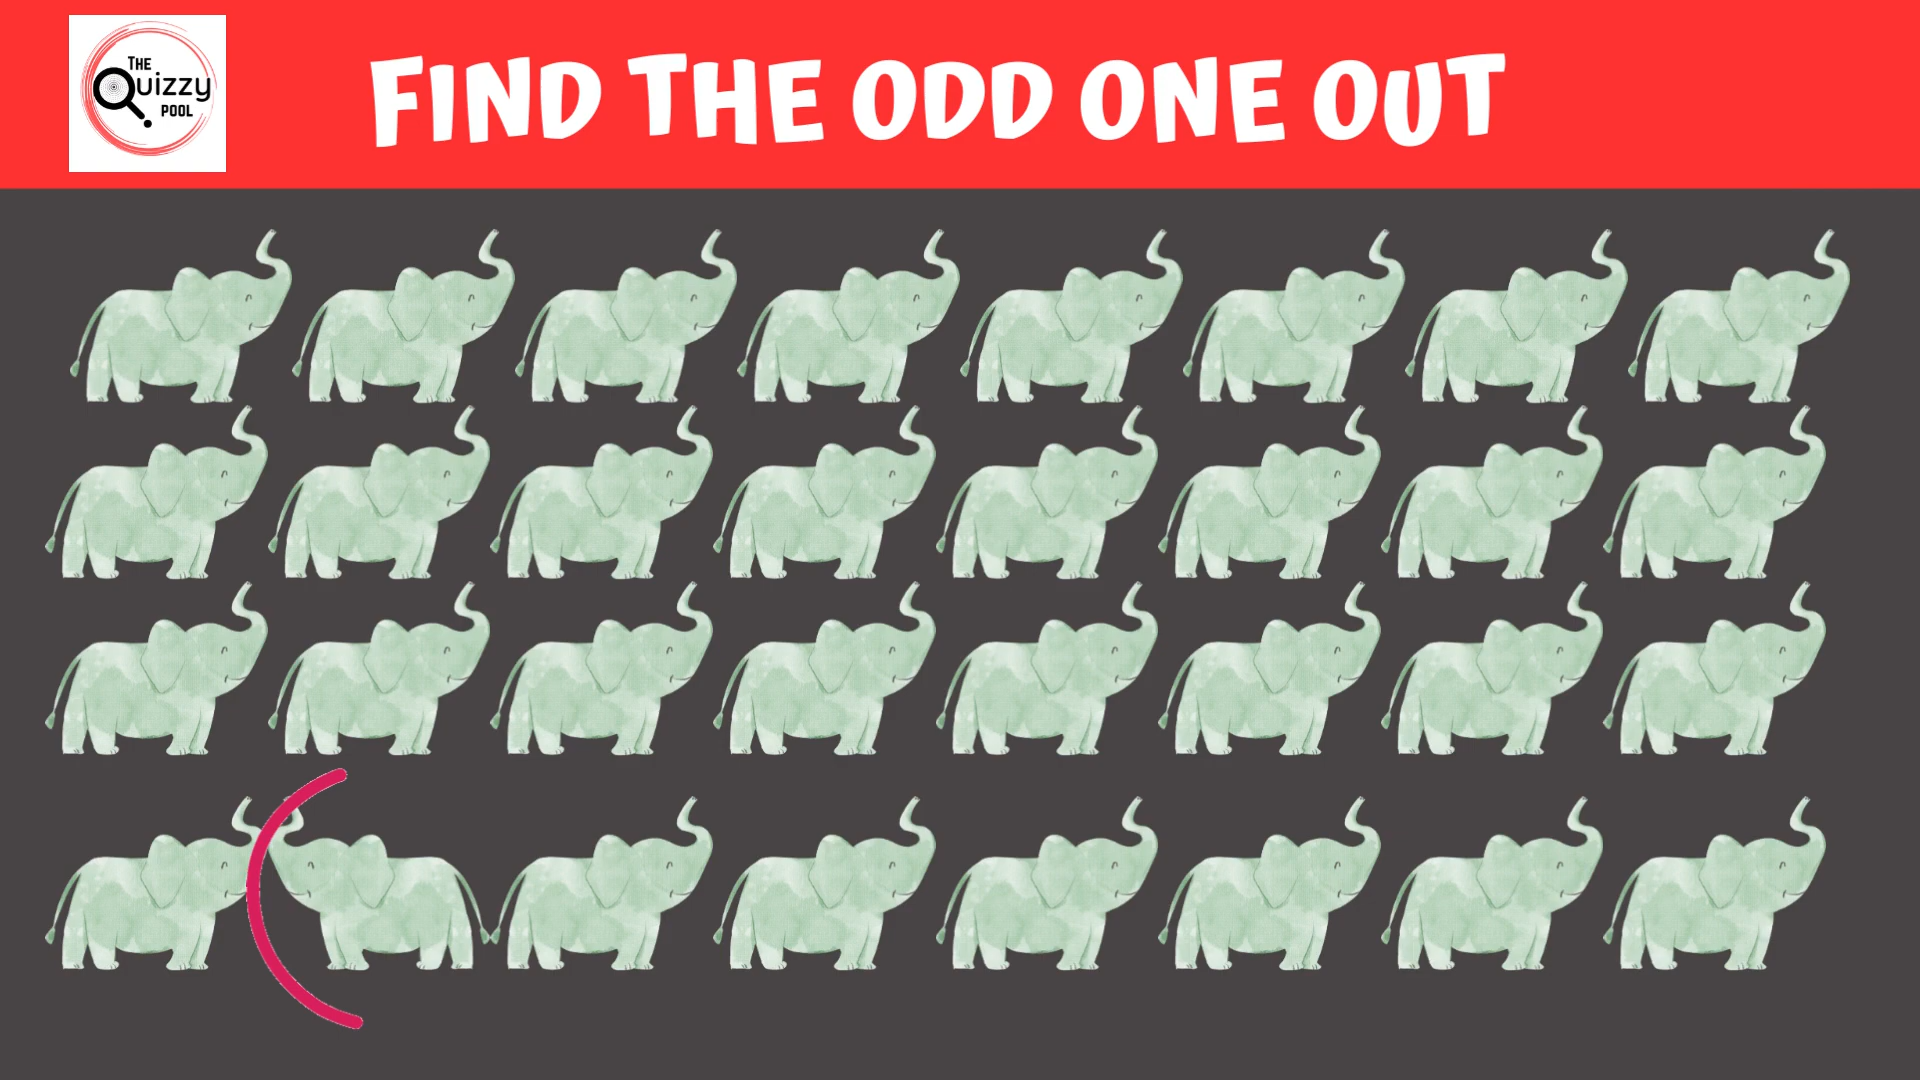 THE
Quizzy
POOL
FIND THE ODD ONE OUT